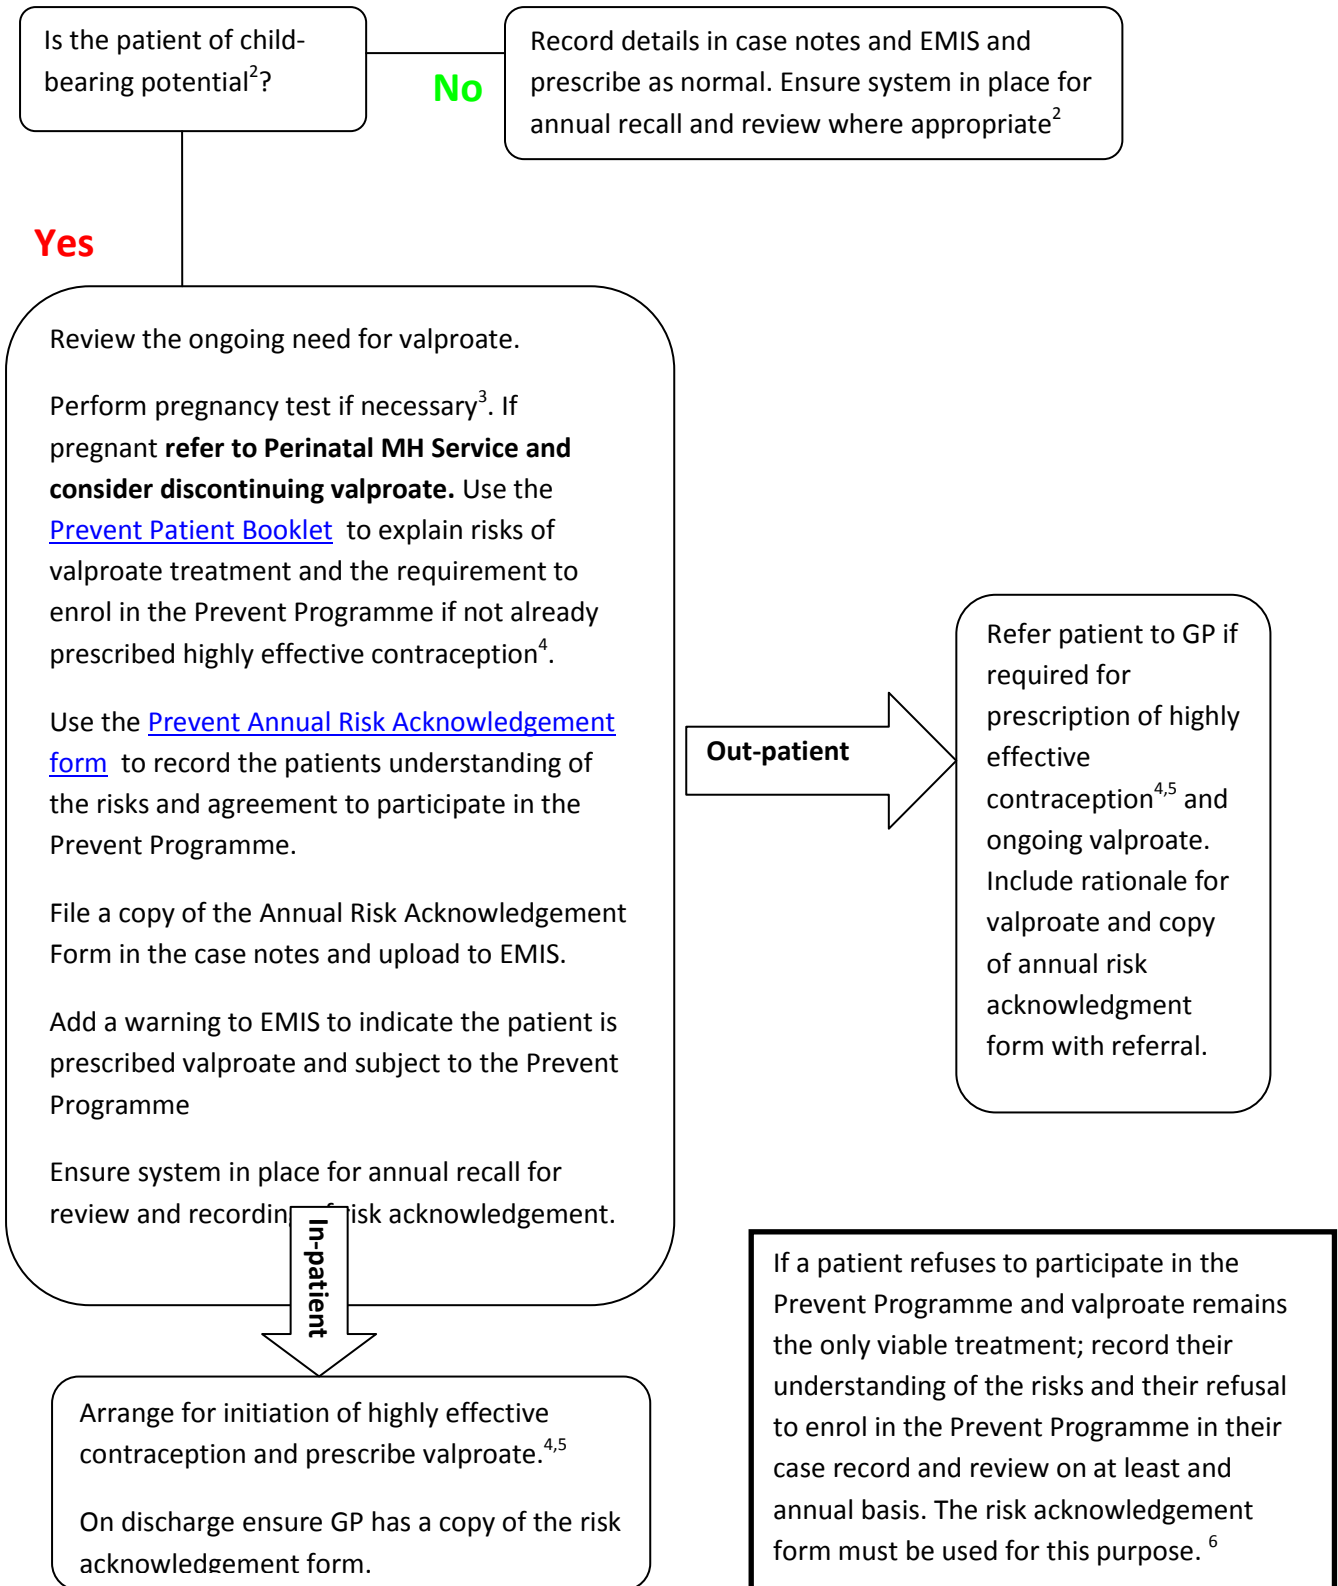 Is the patient of child-
bearing potential²?
No
Record details in case notes and EMIS and
prescribe as normal. Ensure system in place for
annual recall and review where appropriate²
Yes
Review the ongoing need for valproate.
Perform pregnancy test if necessary³. If
pregnant refer to Perinatal MH Service and
consider discontinuing valproate. Use the
Prevent Patient Booklet to explain risks of
valproate treatment and the requirement to
enrol in the Prevent Programme if not already
prescribed highly effective contraception⁴.
Use the Prevent Annual Risk Acknowledgement
form to record the patients understanding of
the risks and agreement to participate in the
Prevent Programme.
File a copy of the Annual Risk Acknowledgement
Form in the case notes and upload to EMIS.
Add a warning to EMIS to indicate the patient is
prescribed valproate and subject to the Prevent
Programme
Ensure system in place for annual recall for
review and recording of risk acknowledgement.
Out-patient
Refer patient to GP if
required for
prescription of highly
effective
contraception⁴,⁵ and
ongoing valproate.
Include rationale for
valproate and copy
of annual risk
acknowledgment
form with referral.
In-patient
Arrange for initiation of highly effective
contraception and prescribe valproate.⁴,⁵
On discharge ensure GP has a copy of the risk
acknowledgement form.
If a patient refuses to participate in the
Prevent Programme and valproate remains
the only viable treatment; record their
understanding of the risks and their refusal
to enrol in the Prevent Programme in their
case record and review on at least and
annual basis. The risk acknowledgement
form must be used for this purpose. ⁶